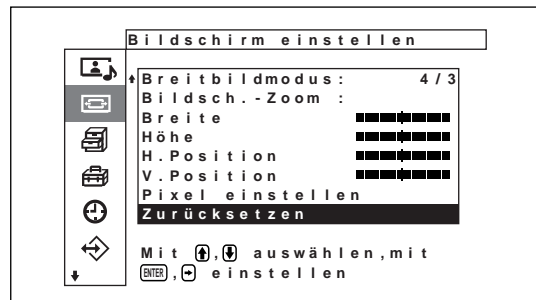 Bildschirm einstellen
Breitbildmodus: 4/3
Bildsch.-Zoom :
Breite
Höhe
H.Position
V.Position
Pixel einstellen
Zurücksetzen
Mit ↑,↓ auswählen,mit
ENTER,→ einstellen